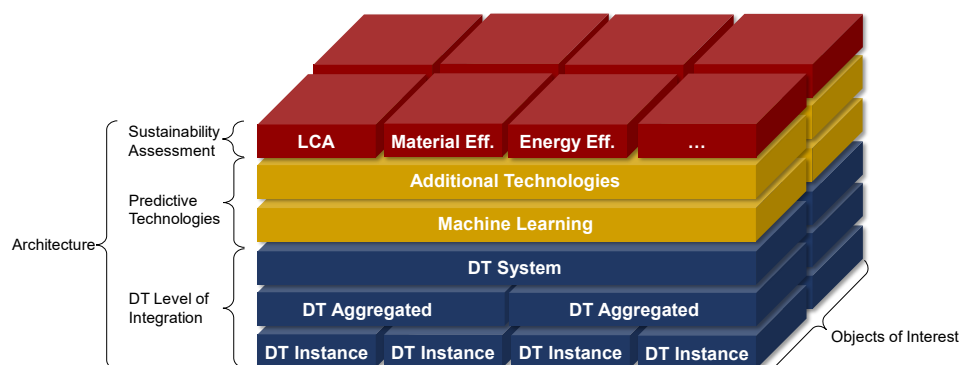 Sustainability
Assessment
LCA
Material Eff.
Energy Eff.
...
Predictive
Technologies
Additional Technologies
Machine Learning
Architecture
DT Level of
Integration
DT System
DT Aggregated
DT Aggregated
DT Instance
DT Instance
DT Instance
DT Instance
Objects of Interest